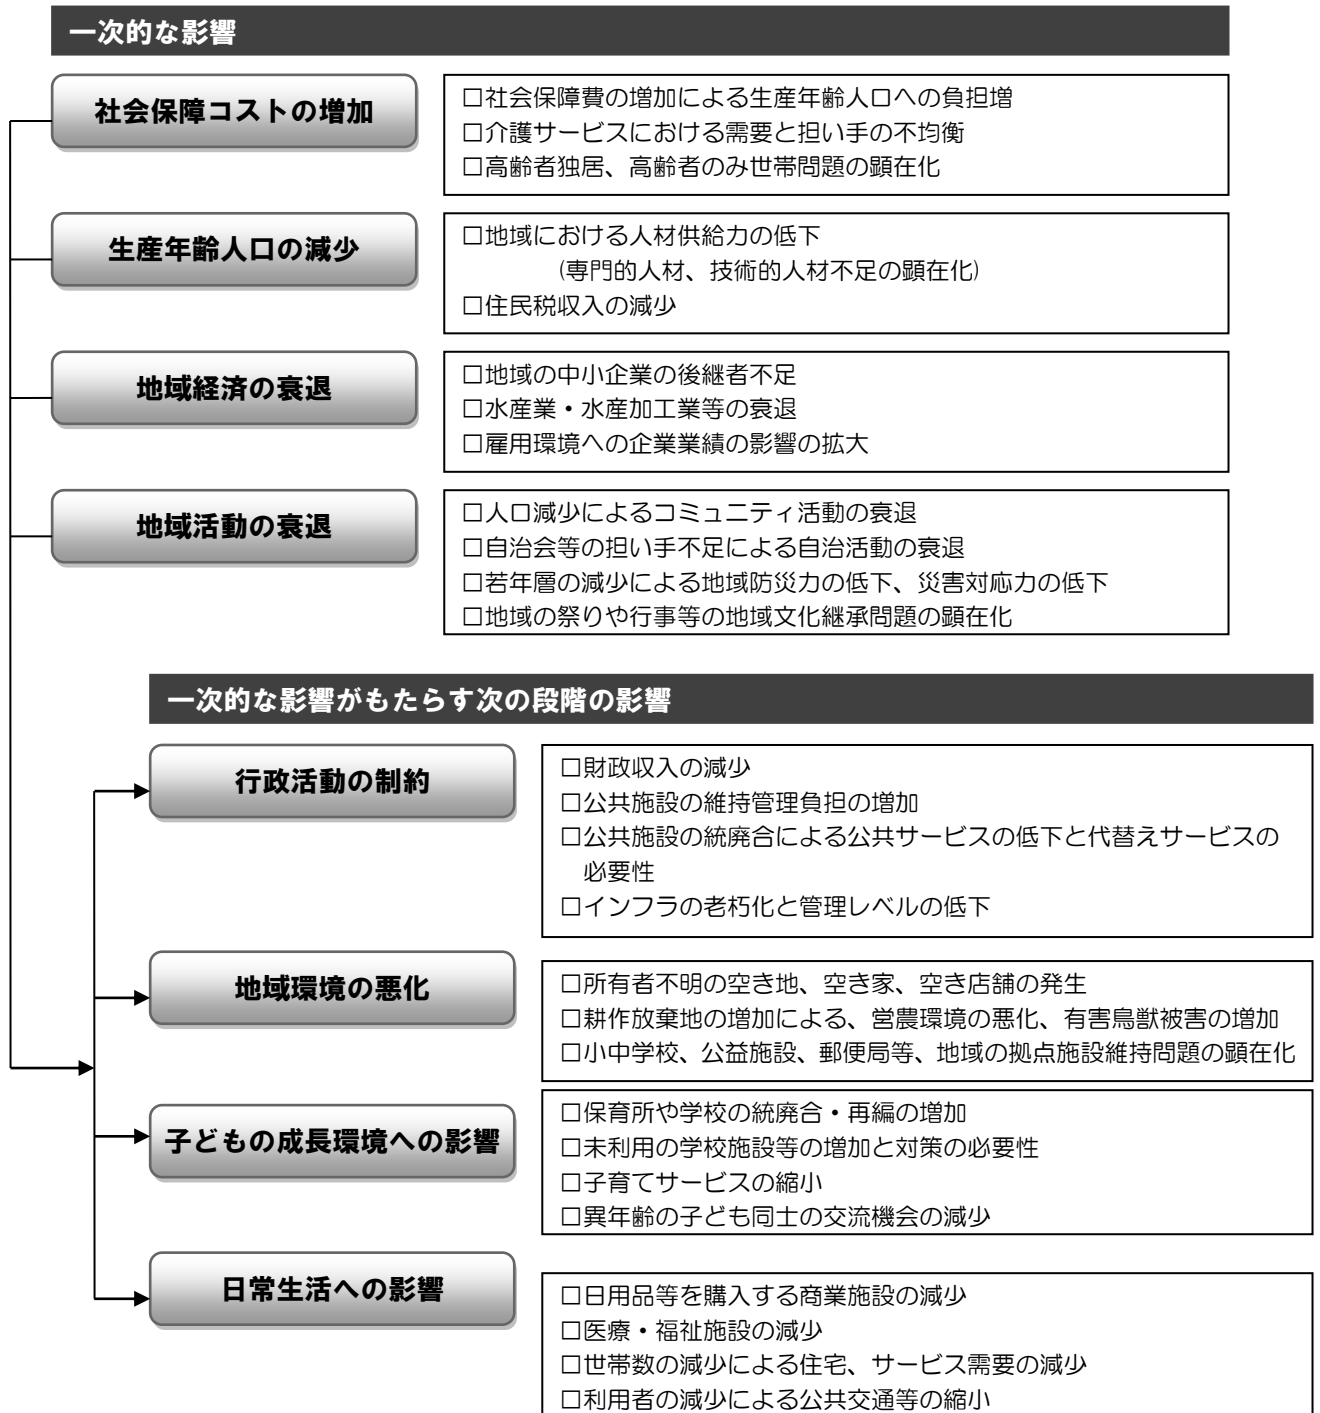 一次的な影響
社会保障コストの増加
□社会保障費の増加による生産年齢人口への負担増
□介護サービスにおける需要と担い手の不均衡
□高齢者独居、高齢者のみ世帯問題の顕在化
生産年齢人口の減少
□地域における人材供給力の低下
(専門的人材、技術的人材不足の顕在化)
□住民税収入の減少
地域経済の衰退
□地域の中小企業の後継者不足
□水産業・水産加工業等の衰退
□雇用環境への企業業績の影響の拡大
地域活動の衰退
□人口減少によるコミュニティ活動の衰退
□自治会等の担い手不足による自治活動の衰退
□若年層の減少による地域防災力の低下、災害対応力の低下
□地域の祭りや行事等の地域文化継承問題の顕在化
一次的な影響がもたらす次の段階の影響
行政活動の制約
□財政収入の減少
□公共施設の維持管理負担の増加
□公共施設の統廃合による公共サービスの低下と代替えサービスの
必要性
□インフラの老朽化と管理レベルの低下
地域環境の悪化
□所有者不明の空き地、空き家、空き店舗の発生
□耕作放棄地の増加による、営農環境の悪化、有害鳥獣被害の増加
□小中学校、公益施設、郵便局等、地域の拠点施設維持問題の顕在化
子どもの成長環境への影響
□保育所や学校の統廃合・再編の増加
□未利用の学校施設等の増加と対策の必要性
□子育てサービスの縮小
□異年齢の子ども同士の交流機会の減少
日常生活への影響
□日用品等を購入する商業施設の減少
□医療・福祉施設の減少
□世帯数の減少による住宅、サービス需要の減少
□利用者の減少による公共交通等の縮小